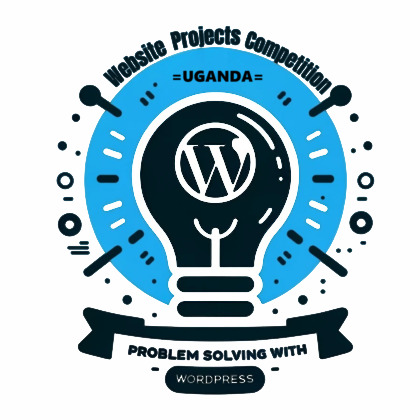 Website Projects Competition
=UGANDA=
W
PROBLEM SOLVING WITH
WORDPRESS